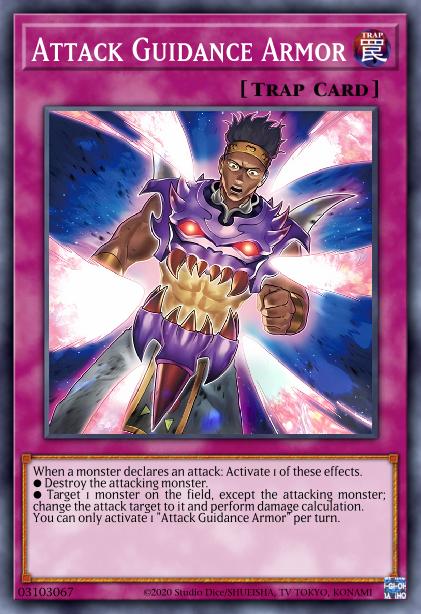 ATTACK GUIDANCE ARMOR
TRAP
罠
[TRAP CARD]
When a monster declares an attack: Activate 1 of these effects.
● Destroy the attacking monster.
● Target 1 monster on the field, except the attacking monster;
change the attack target to it and perform damage calculation.
You can only activate 1 "Attack Guidance Armor" per turn.
03103067
©2020 Studio Dice/SHUEISHA, TV TOKYO, KONAMI